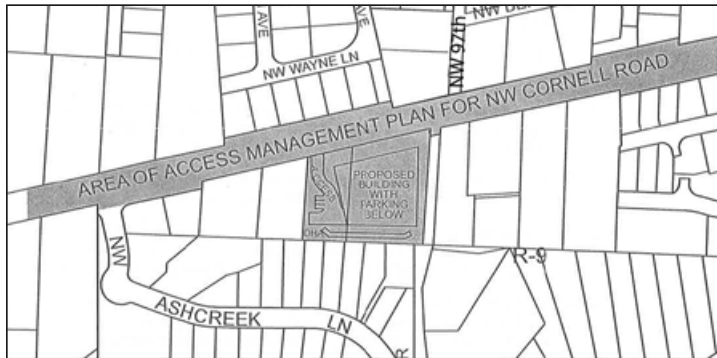 AVE
AVE
NW WAYNE LN
NW 97th
AREA OF ACCESS MANAGEMENT PLAN FOR NW CORNELL ROAD
ACCESS
PROPOSED
BUILDING
WITH
PARKING
BELOW
R-9
NW
ASHCREEK
LN